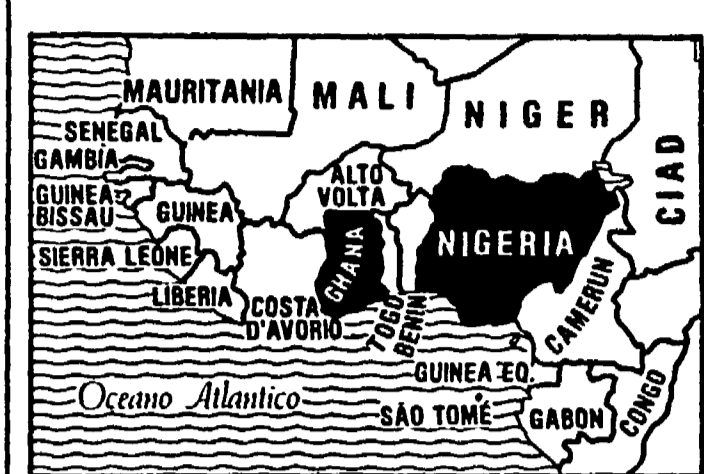 MAURITANIA
MALI
NIGER
CIAD
SENEGAL
GAMBIA
ALTO
VOLTA
GUINEA
BISSAU
GUINEA
GHANA
NIGERIA
SIERRA LEONE
LIBERIA
COSTA
D'AVORIO
TOGO
BENIN
CAMERUN
GUINEA EQ.
Oceano Atlantico
SÃO TOMÉ
GABON
CONGO